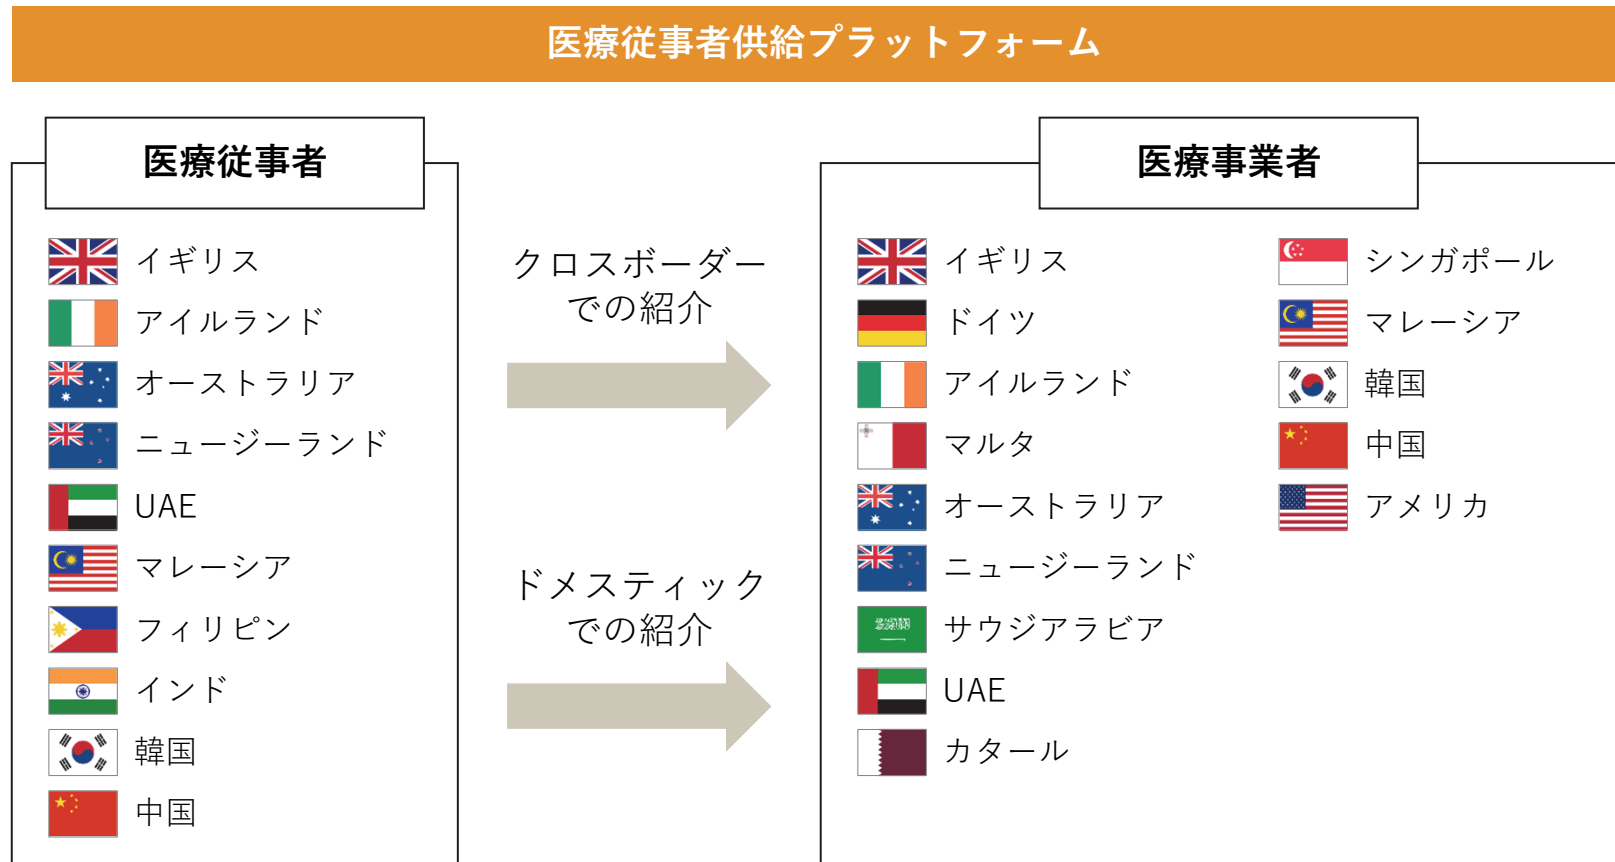 医療従事者供給プラットフォーム
医療従事者
イギリス
アイルランド
オーストラリア
ニュージーランド
UAE
マレーシア
フィリピン
インド
韓国
中国
クロスボーダー
での紹介
ドメスティック
での紹介
医療事業者
イギリス
ドイツ
アイルランド
マルタ
オーストラリア
ニュージーランド
サウジアラビア
UAE
カタール
シンガポール
マレーシア
韓国
中国
アメリカ